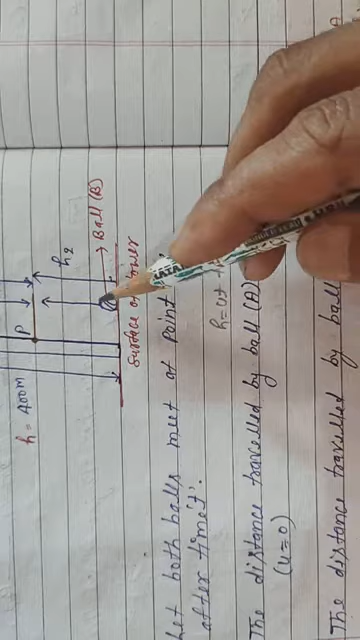 h = 400M
P
h₂
Ball (B)
Surface of
Let both balls meet at Point
after time 't'.
The distance travelled by ball (A)
(u=0)
h = ut +
The distance travelled by ball